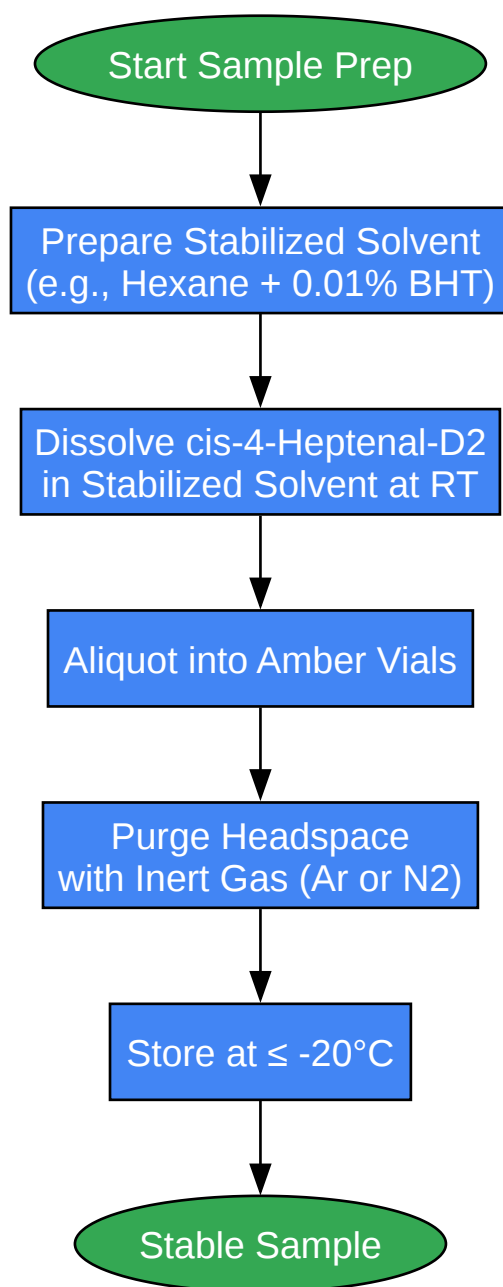 Start Sample Prep
Prepare Stabilized Solvent
(e.g., Hexane + 0.01% BHT)
Dissolve cis-4-Heptenal-D2
in Stabilized Solvent at RT
Aliquot into Amber Vials
Purge Headspace
with Inert Gas (Ar or N2)
Store at ≤ -20°C
Stable Sample